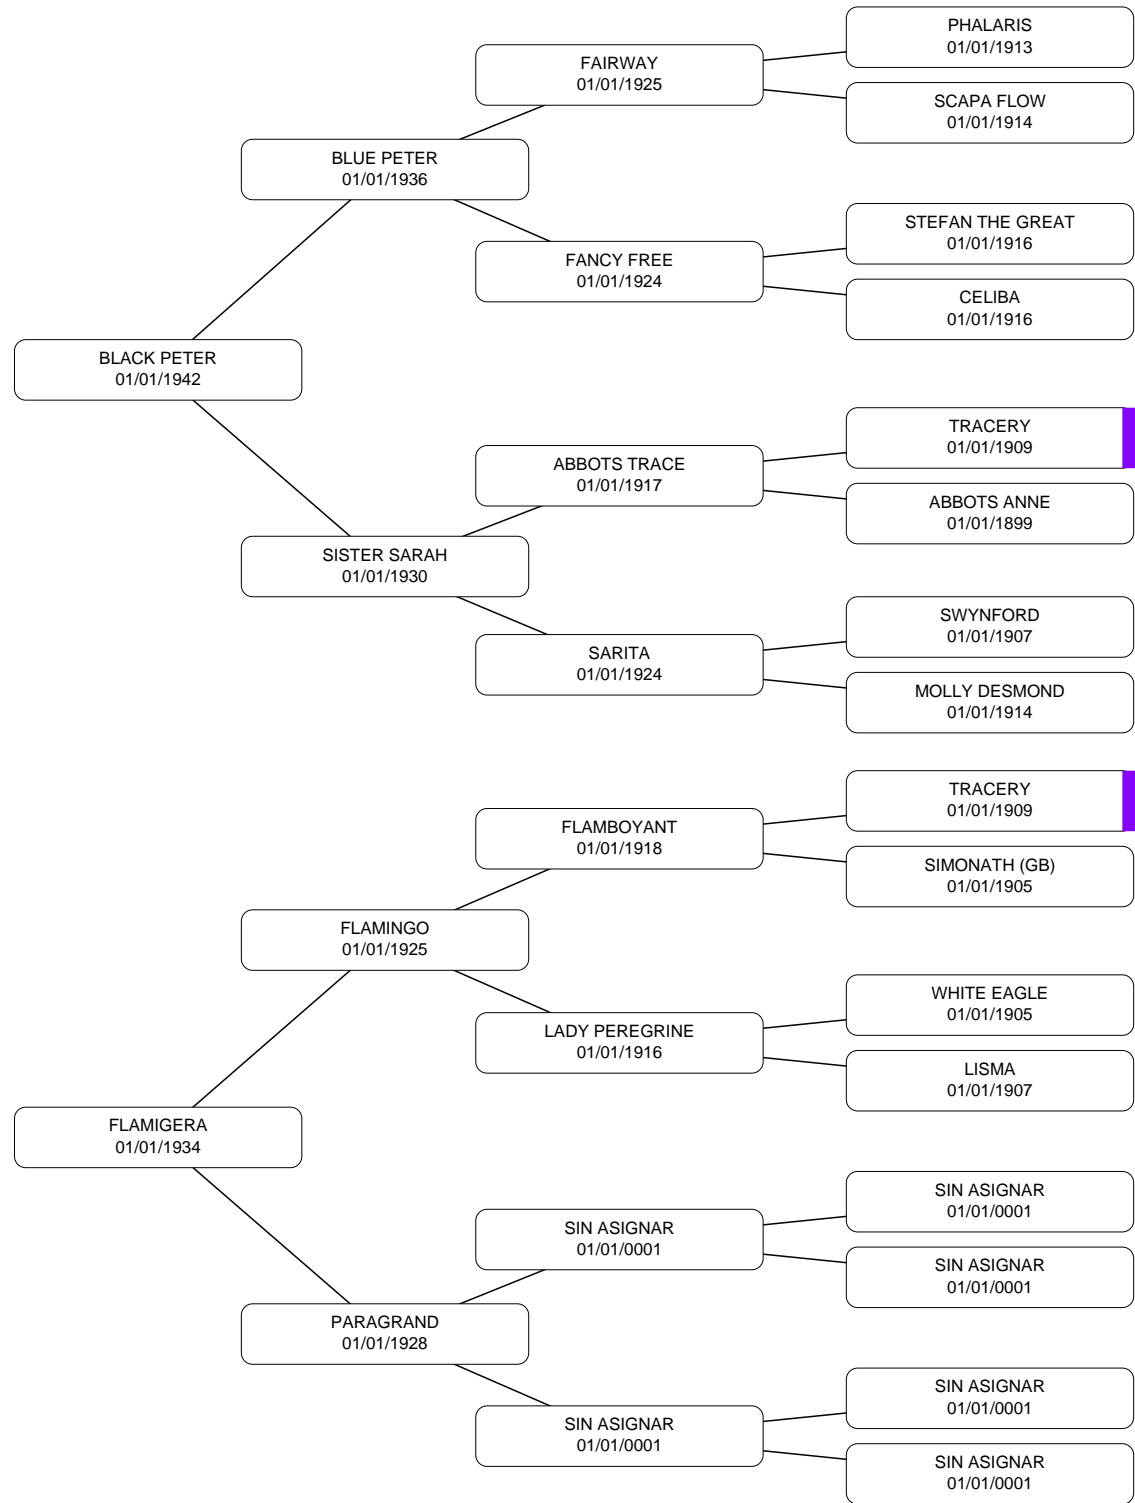 PHALARIS
01/01/1913
FAIRWAY
01/01/1925
SCAPA FLOW
01/01/1914
BLUE PETER
01/01/1936
STEFAN THE GREAT
01/01/1916
FANCY FREE
01/01/1924
CELIBA
01/01/1916
BLACK PETER
01/01/1942
TRACERY
01/01/1909
ABBOTS TRACE
01/01/1917
ABBOTS ANNE
01/01/1899
SISTER SARAH
01/01/1930
SWYNFORD
01/01/1907
SARITA
01/01/1924
MOLLY DESMOND
01/01/1914
TRACERY
01/01/1909
FLAMBOYANT
01/01/1918
SIMONATH (GB)
01/01/1905
FLAMINGO
01/01/1925
WHITE EAGLE
01/01/1905
LADY PEREGRINE
01/01/1916
LISMA
01/01/1907
FLAMIGERA
01/01/1934
SIN ASIGNAR
01/01/0001
SIN ASIGNAR
01/01/0001
SIN ASIGNAR
01/01/0001
PARAGRAND
01/01/1928
SIN ASIGNAR
01/01/0001
SIN ASIGNAR
01/01/0001
SIN ASIGNAR
01/01/0001